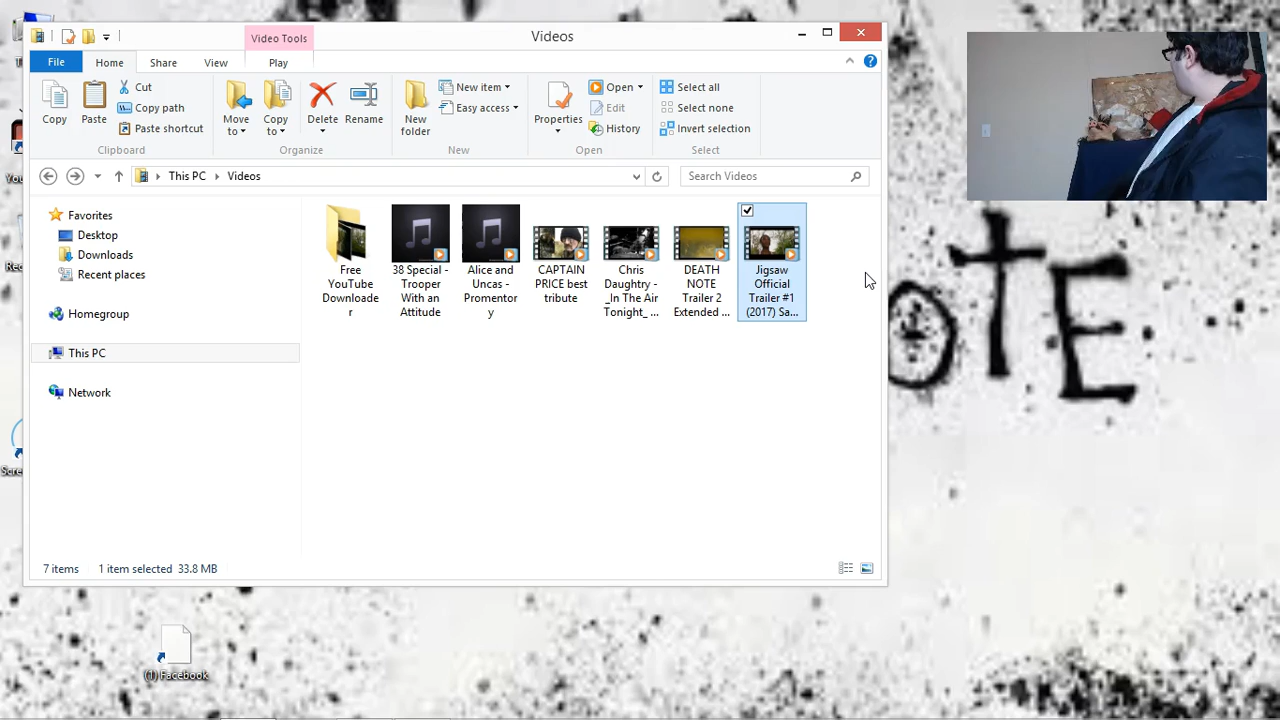 Video Tools
Videos
File
Home
Share
View
Play
Copy
Paste
Cut
Copy path
Paste shortcut
Clipboard
Move to
Copy to
Delete
Rename
Organize
New folder
New item
Easy access
New
Properties
Open
Edit
History
Open
Select all
Select none
Invert selection
Select
This PC
Videos
Search Videos
Favorites
Desktop
Downloads
Recent places
Homegroup
This PC
Network
Free
YouTube
Downloade
r
38 Special -
Trooper
With an
Attitude
Alice and
Uncas -
Promentor
y
CAPTAIN
PRICE best
tribute
Chris
Daughtry -
_In The Air
Tonight_ ...
DEATH
NOTE
Trailer 2
Extended ...
Jigsaw
Official
Trailer #1
(2017) Sa...
7 items
1 item selected 33.8 MB
(1) Facebook
OTE